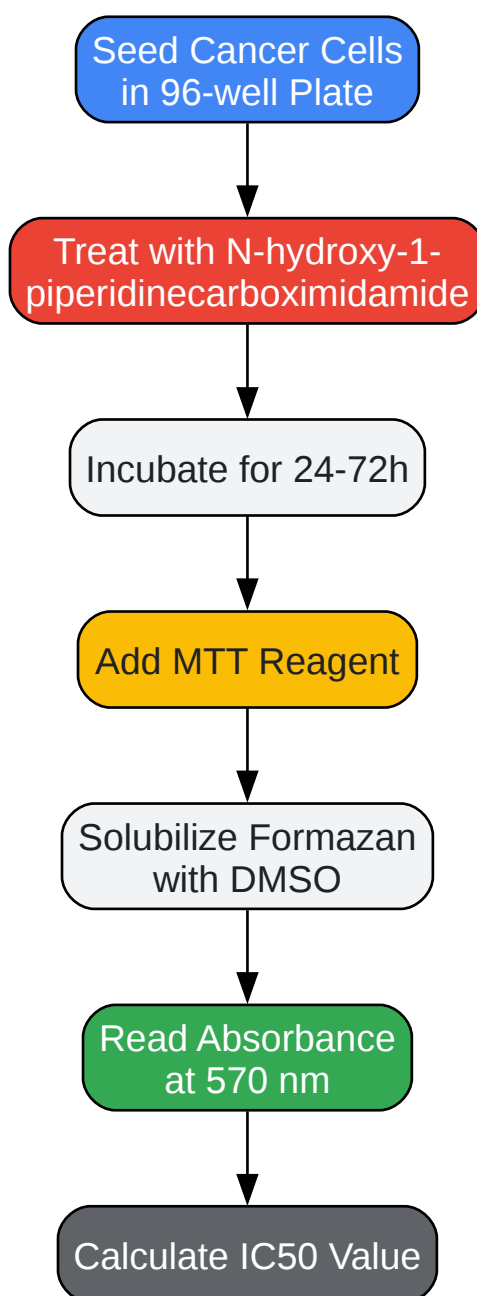 Seed Cancer Cells
in 96-well Plate
Treat with N-hydroxy-1-
piperidinecarboximidamide
Incubate for 24-72h
Add MTT Reagent
Solubilize Formazan
with DMSO
Read Absorbance
at 570 nm
Calculate IC50 Value